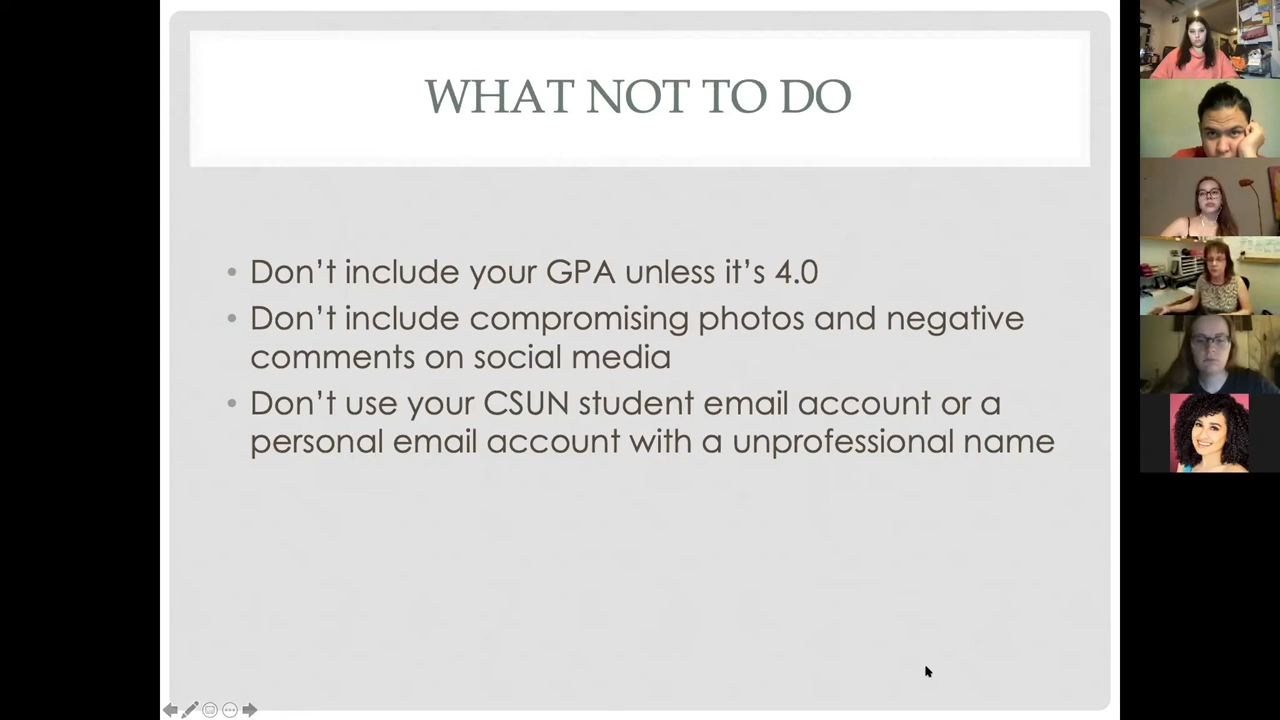 WHAT NOT TO DO
• Don’t include your GPA unless it’s 4.0
• Don’t include compromising photos and negative
comments on social media
• Don’t use your CSUN student email account or a
personal email account with a unprofessional name